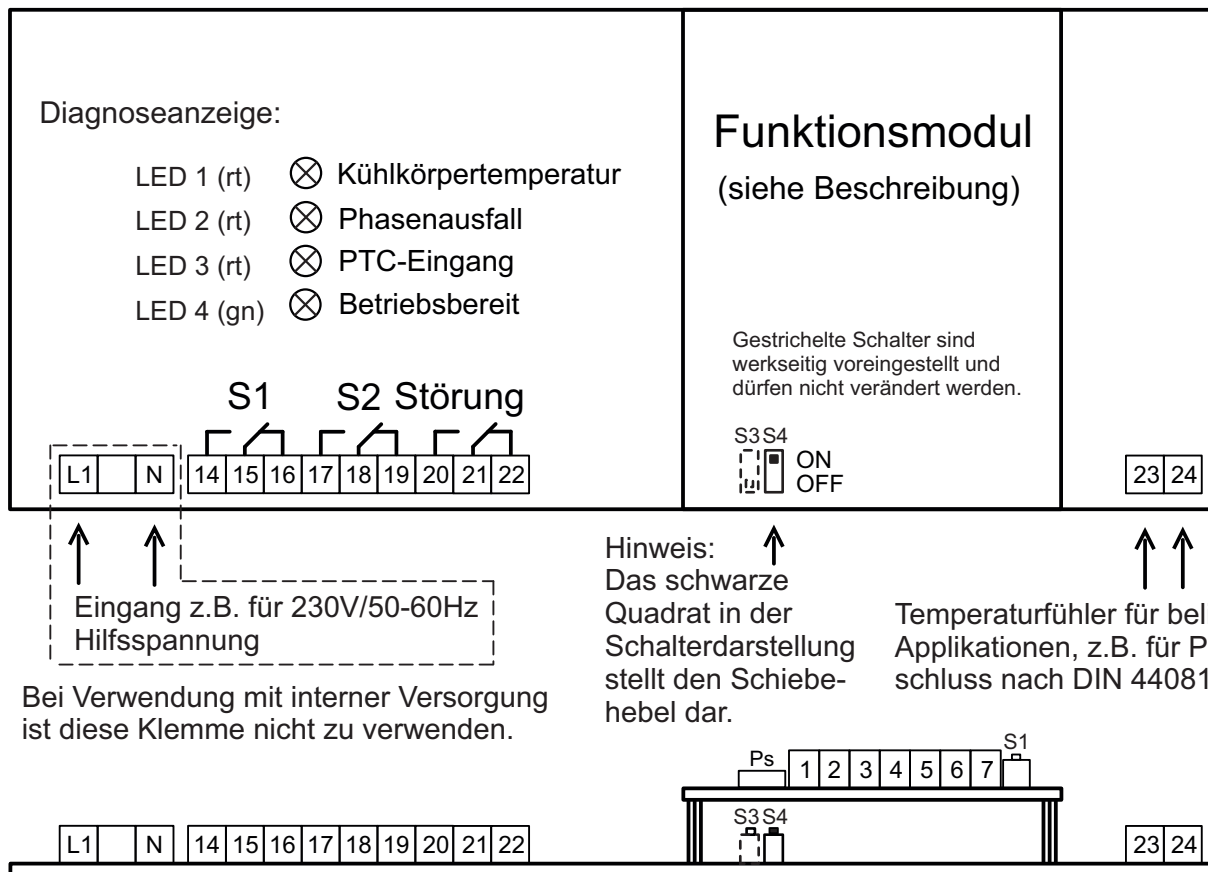 Diagnoseanzeige:
LED 1 (rt) Kühlkörpertemperatur
LED 2 (rt) Phasenausfall
LED 3 (rt) PTC-Eingang
LED 4 (gn) Betriebsbereit
S1 S2 Störung
L1 N 14 15 16 17 18 19 20 21 22
Eingang z.B. für 230V/50-60Hz
Hilfsspannung
Bei Verwendung mit interner Versorgung
ist diese Klemme nicht zu verwenden.
Funktionsmodul
(siehe Beschreibung)
Gestrichelte Schalter sind
werkseitig voreingestellt und
dürfen nicht verändert werden.
S3 S4
ON
OFF
23 24
Hinweis:
Das schwarze
Quadrat in der
Schalterdarstellung
stellt den Schiebe-
hebel dar.
Temperaturfühler für bel
Applikationen, z.B. für P
schluss nach DIN 44081
Ps 1 2 3 4 5 6 7 S1
S3 S4
L1 N 14 15 16 17 18 19 20 21 22
23 24